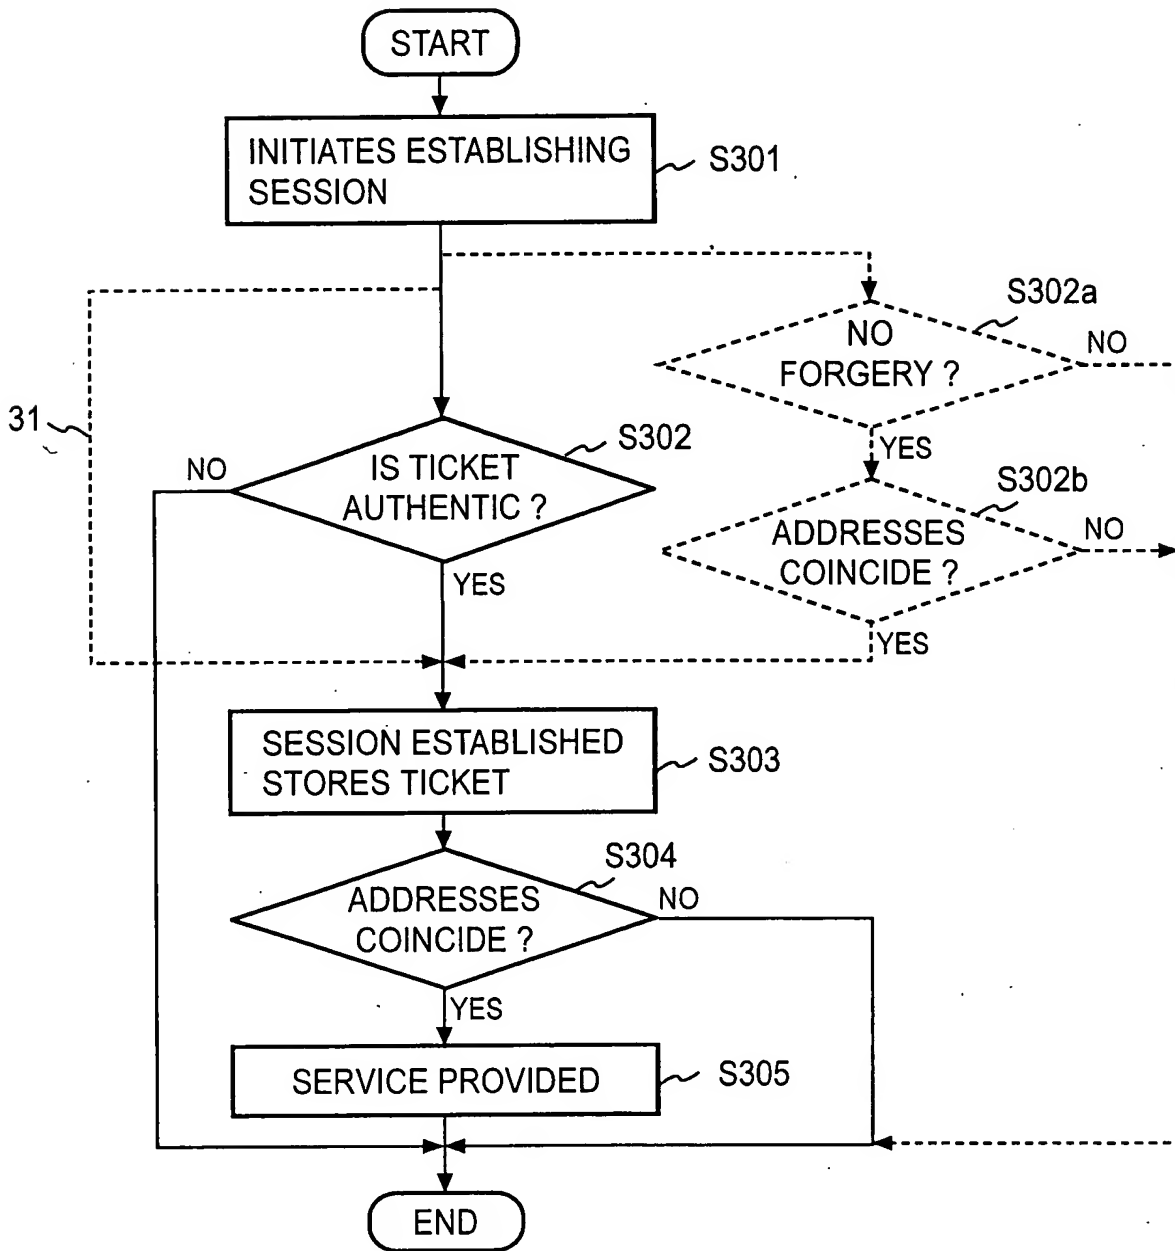 START
INITIATES ESTABLISHING
SESSION
S301
S302a
NO
FORGERY ?
NO
31
YES
S302
NO
IS TICKET
AUTHENTIC ?
S302b
ADDRESSES
COINCIDE ?
NO
YES
YES
SESSION ESTABLISHED
STORES TICKET
S303
S304
ADDRESSES
COINCIDE ?
NO
YES
SERVICE PROVIDED
S305
END